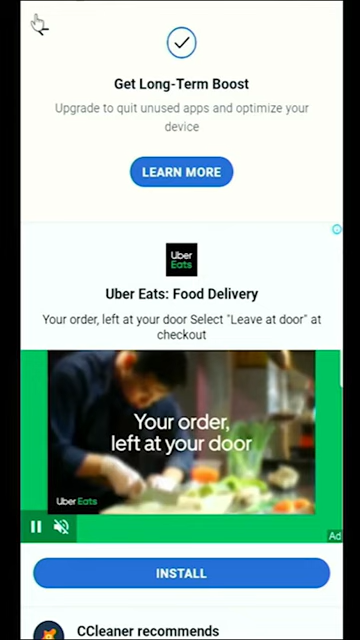 Get Long-Term Boost
Upgrade to quit unused apps and optimize your
device
LEARN MORE
Uber
Eats
Uber Eats: Food Delivery
Your order, left at your door Select "Leave at door" at
checkout
Your order,
left at your door
Uber Eats
Ad
INSTALL
CCleaner recommends